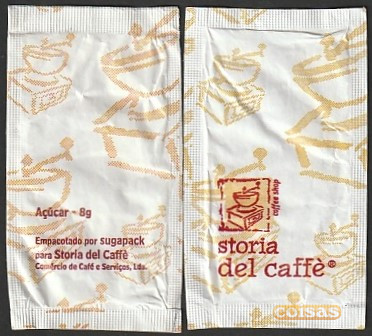 Açúcar - 8g
Empacotado por sugapack
para Storia del Caffè
Comércio de Café e Serviços, Lda.
coffee shop
storia
del caffè®
coisas